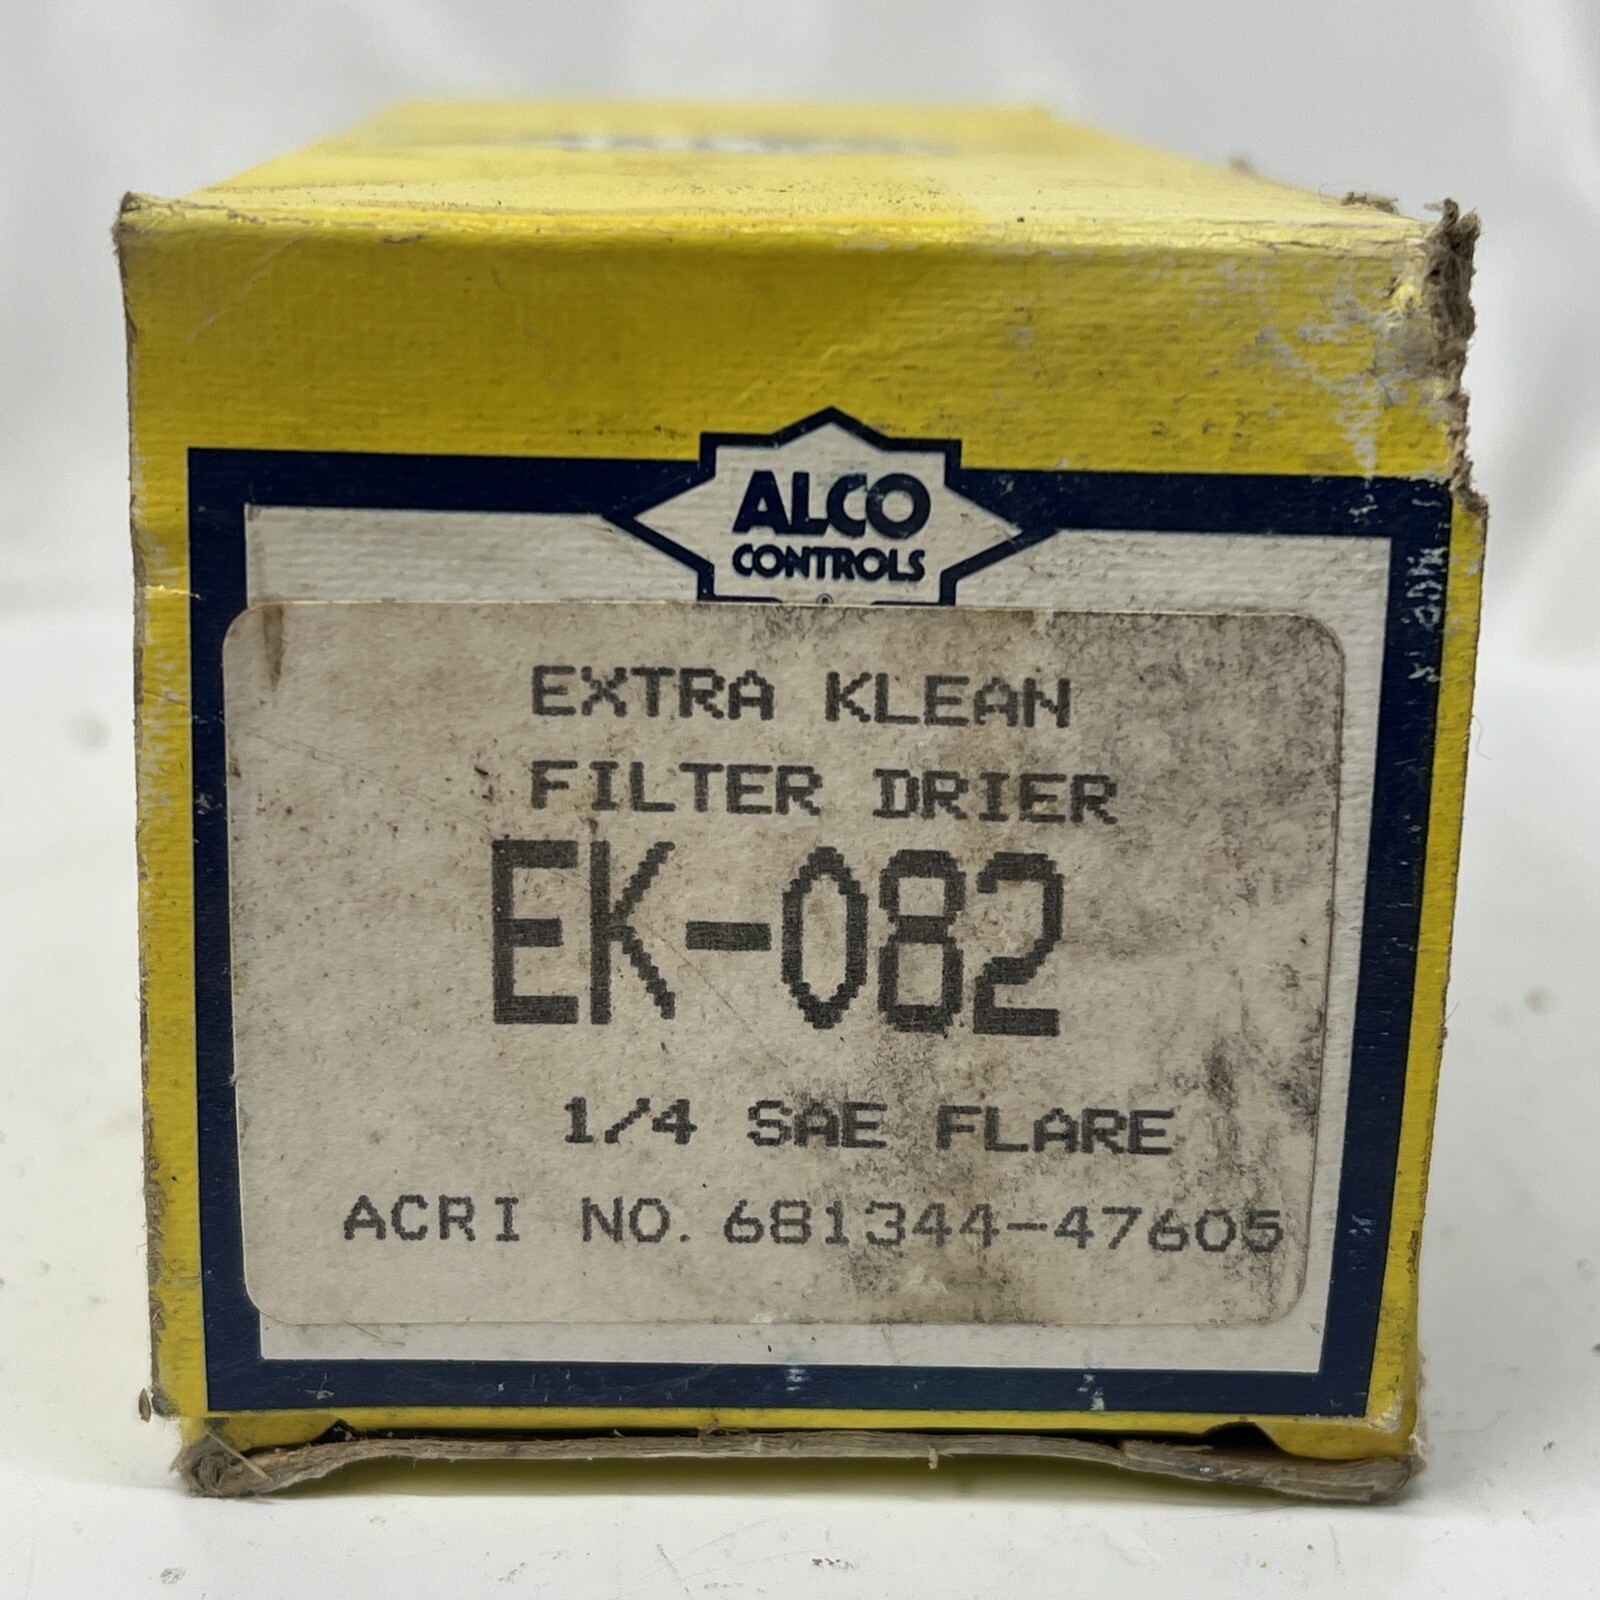 ALCO
CONTROLS
®
EXTRA KLEAN
FILTER DRIER
EK-082
1/4 SAE FLARE
ACRI NO. 681344-47605